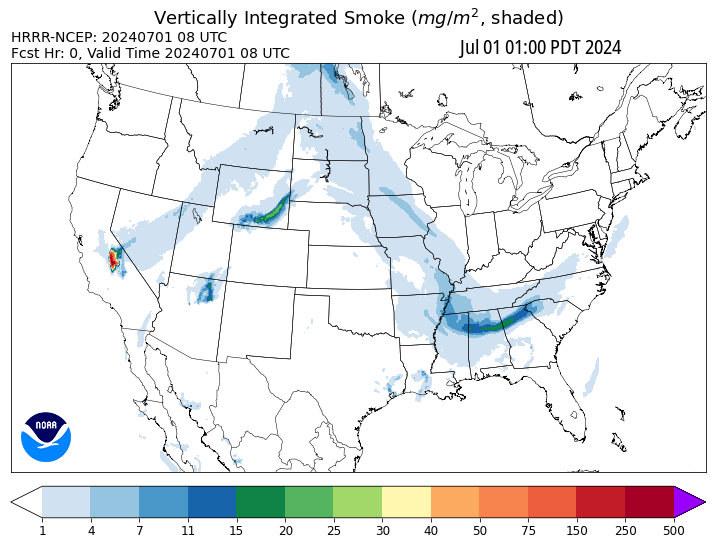 Vertically Integrated Smoke (mg/m², shaded)
HRRR-NCEP: 20240701 08 UTC
Fcst Hr: 0, Valid Time 20240701 08 UTC
Jul 01 01:00 PDT 2024
NOAA
1 4 7 11 15 20 25 30 40 50 75 150 250 500